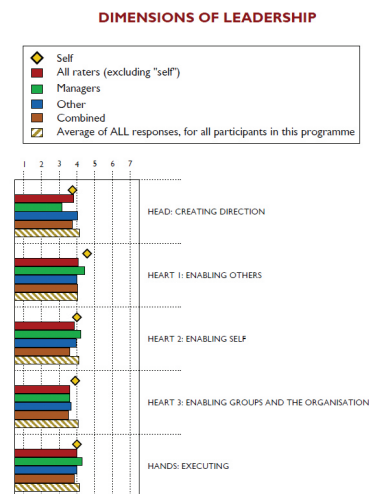 DIMENSIONS OF LEADERSHIP
Self
All raters (excluding "self")
Managers
Other
Combined
Average of ALL responses, for all participants in this programme
1 2 3 4 5 6 7
HEAD: CREATING DIRECTION
HEART 1: ENABLING OTHERS
HEART 2: ENABLING SELF
HEART 3: ENABLING GROUPS AND THE ORGANISATION
HANDS: EXECUTING